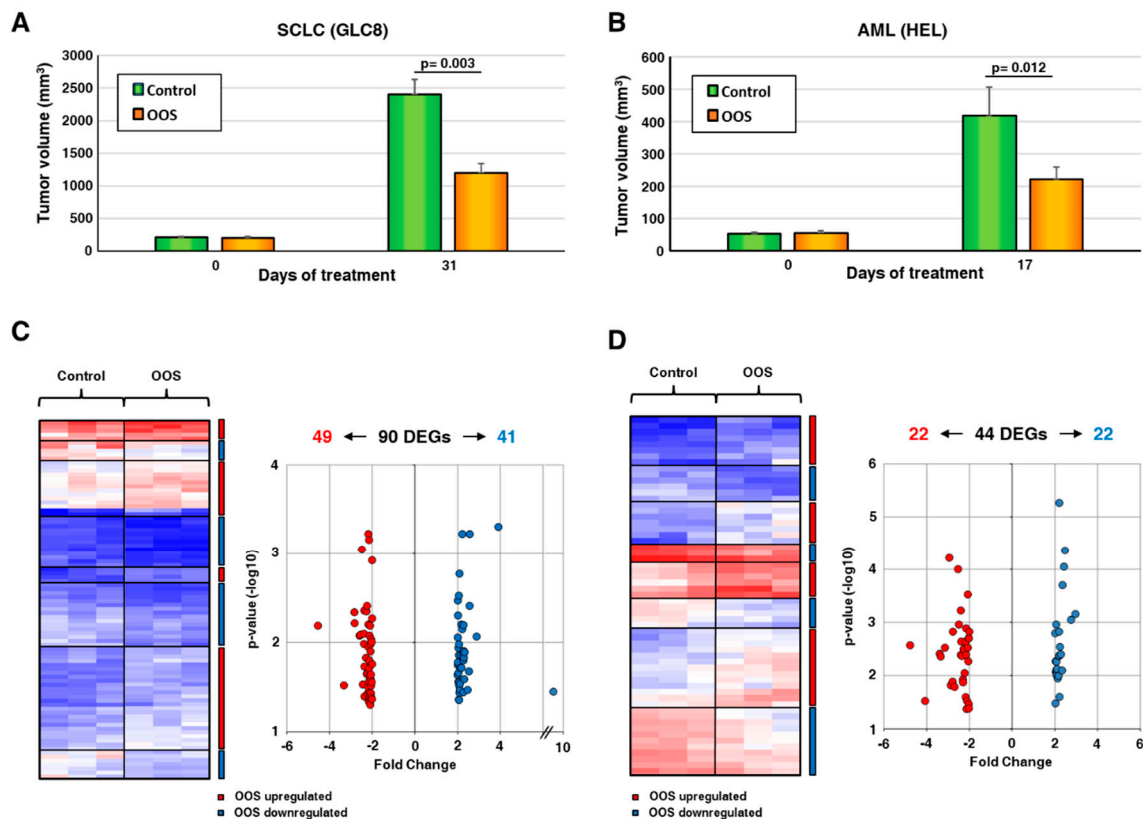 A
SCLC (GLC8)
Tumor volume (mm³)
3000
2500
2000
1500
1000
500
0
Control
OOS
p= 0.003
0
31
Days of treatment
B
AML (HEL)
Tumor volume (mm³)
600
500
400
300
200
100
0
Control
OOS
p= 0.012
0
17
Days of treatment
C
Control
OOS
49
90 DEGs
41
p-value (-log10)
4
3
2
1
-6
-4
-2
0
2
4
6
10
Fold Change
OOS upregulated
OOS downregulated
D
Control
OOS
22
44 DEGs
22
p-value (-log10)
6
5
4
3
2
1
-6
-4
-2
0
2
4
6
Fold Change
OOS upregulated
OOS downregulated